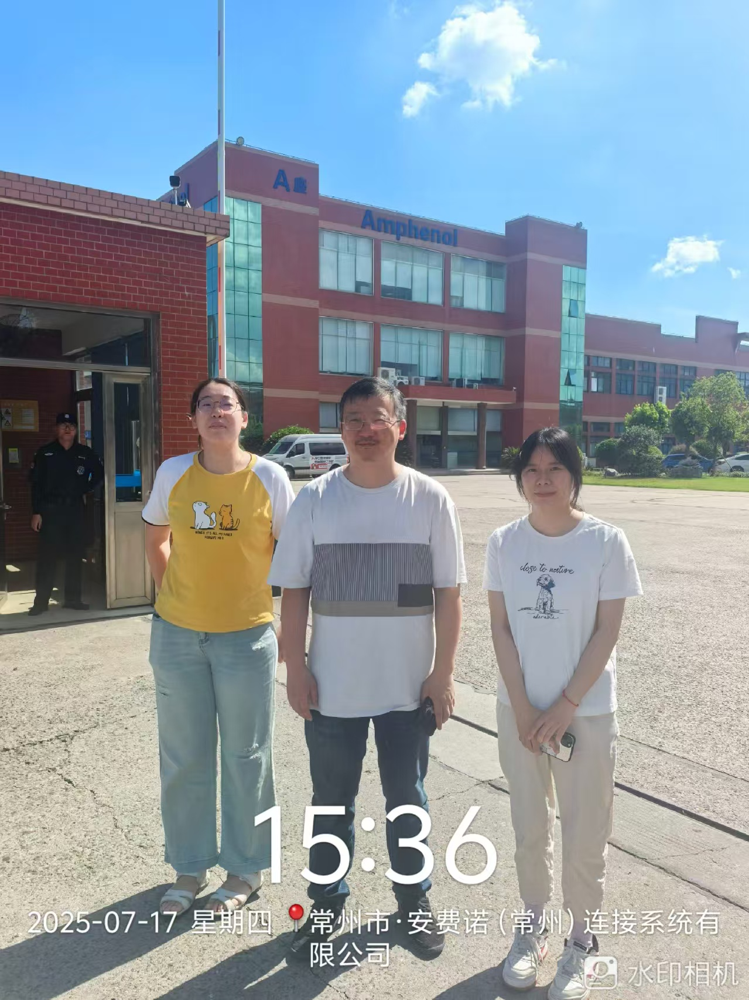 A座
Amphenol
close to nature
adorable
15:36
2025-07-17 星期四 常州市·安费诺(常州)连接系统有
限公司
水印相机